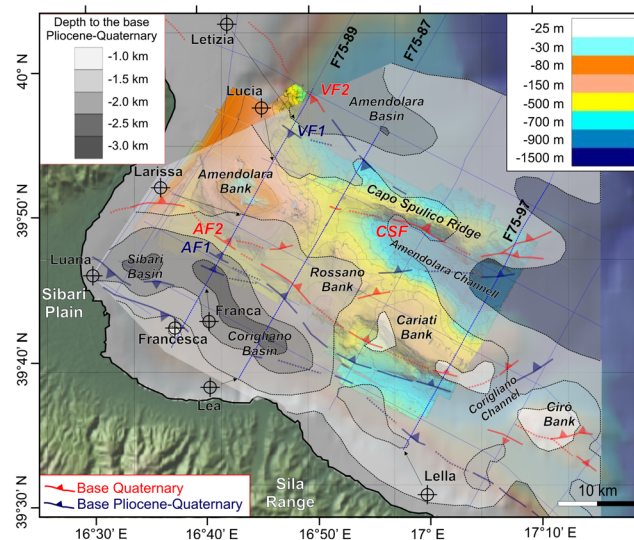 Depth to the base
Pliocene-Quaternary
-1.0 km
-1.5 km
-2.0 km
-2.5 km
-3.0 km
-25 m
-30 m
-80 m
-150 m
-500 m
-700 m
-900 m
-1500 m
Letizia
Lucia
Larissa
Luana
Franca
Francesca
Lea
Lella
F75-89
F75-87
F75-97
VF2
VF1
AF2
AF1
CSF
Amendolara
Basin
Amendolara
Bank
Capo Spulico Ridge
Amendolara Channell
Sibari
Basin
Rossano
Bank
Cariati
Bank
Corigliano
Basin
Corigliano
Channel
Cirò
Bank
Sibari
Plain
Sila
Range
Base Quaternary
Base Pliocene-Quaternary
10 km
40° N
39°50' N
39°40' N
39°30' N
16°30' E
16°40' E
16°50' E
17° E
17°10' E